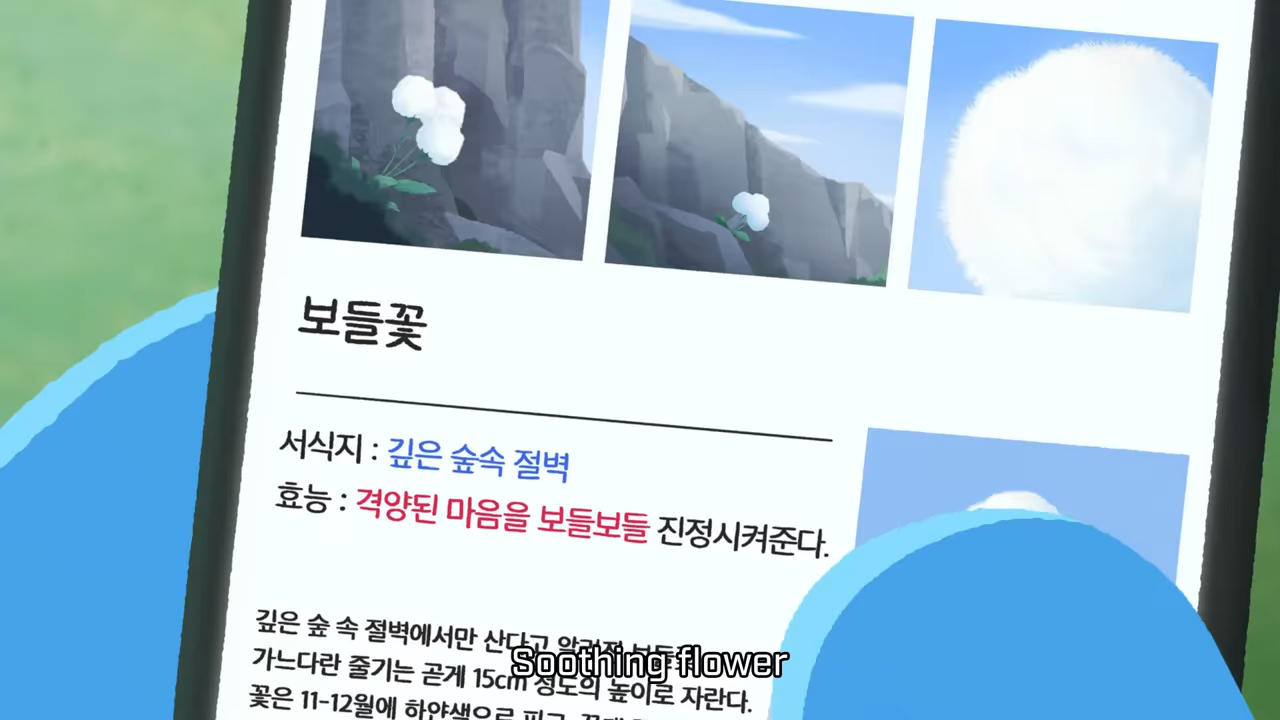 보들꽃
서식지 : 깊은 숲속 절벽
효능 : 격양된 마음을 보들보들 진정시켜준다.
깊은 숲 속 절벽에서만 산다고
가느다란 줄기는 곧게 15cm 정도의 높이로 자란다.
꽃은 11-12월에 하얀색으로
Soothing flower